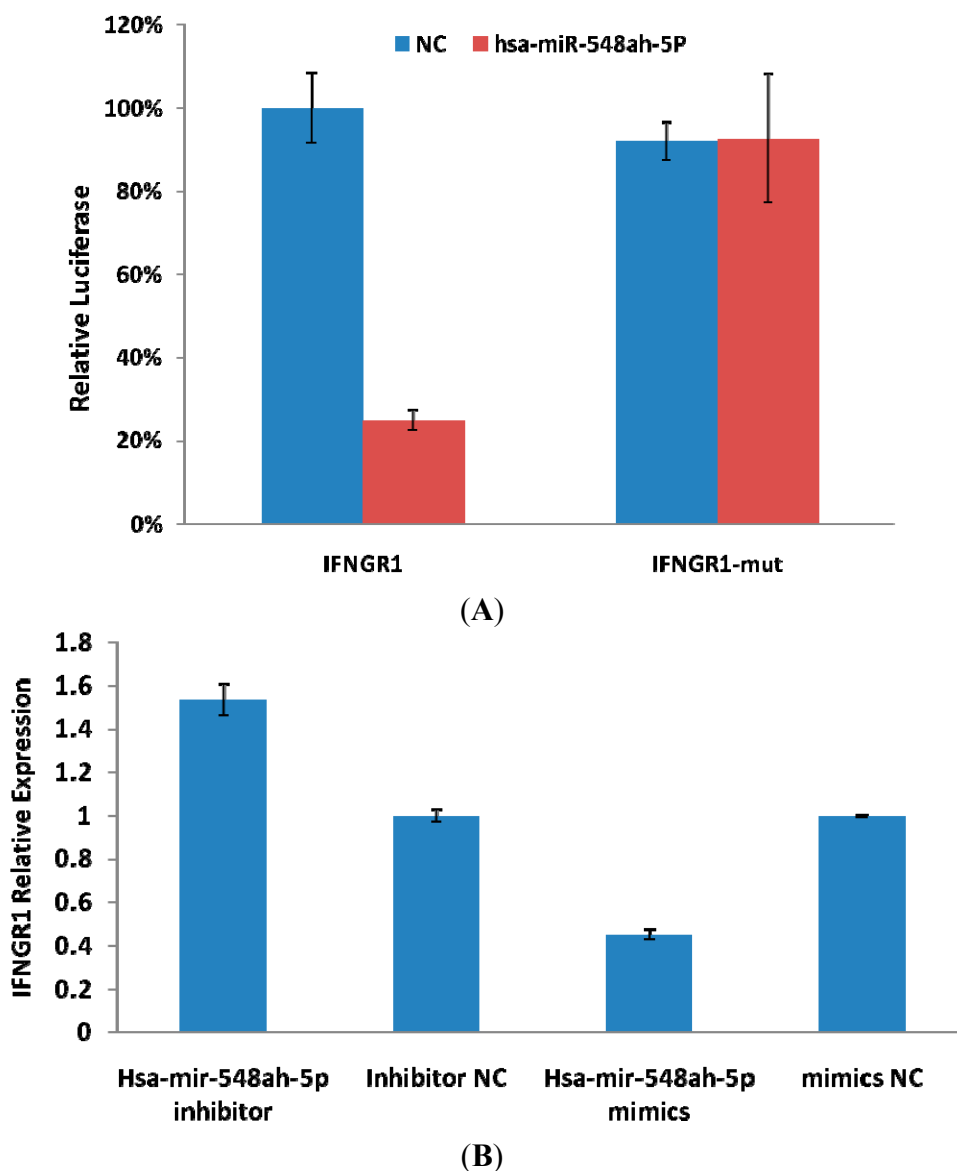 120%
NC hsa-miR-548ah-5P
100%
80%
60%
40%
20%
0%
Relative Luciferase
IFNGR1 IFNGR1-mut
(A)
1.8
1.6
1.4
1.2
1
0.8
0.6
0.4
0.2
0
IFNGR1 Relative Expression
Hsa-mir-548ah-5p Inhibitor NC Hsa-mir-548ah-5p mimics NC
inhibitor mimics
(B)